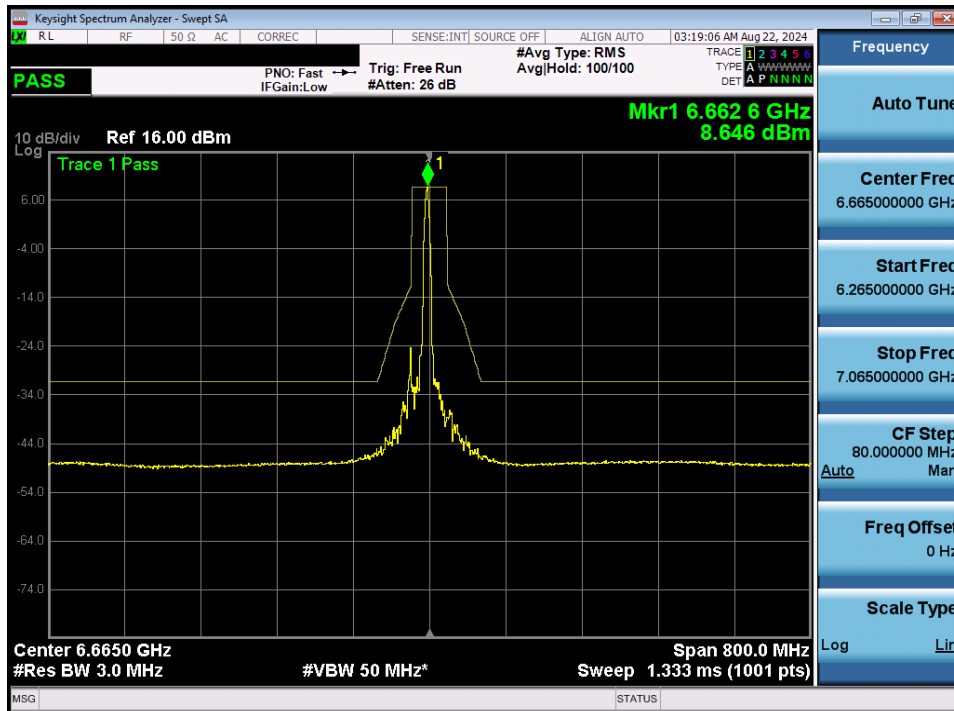 Keysight Spectrum Analyzer - Swept SA
LXI RL RF 50 Ω AC CORREC SENSE:INT SOURCE OFF ALIGN AUTO 03:19:06 AM Aug 22, 2024
PASS
PNO: Fast
IFGain:Low
Trig: Free Run
#Atten: 26 dB
#Avg Type: RMS
Avg|Hold: 100/100
TRACE 1 2 3 4 5 6
TYPE A WWWWW
DET A P N N N N
Mkr1 6.662 6 GHz
8.646 dBm
10 dB/div Ref 16.00 dBm
Log
Trace 1 Pass
1
6.00
-4.00
-14.0
-24.0
-34.0
-44.0
-54.0
-64.0
-74.0
Center 6.6650 GHz Span 800.0 MHz
#Res BW 3.0 MHz #VBW 50 MHz* Sweep 1.333 ms (1001 pts)
MSG STATUS
Frequency
Auto Tune
Center Freq
6.665000000 GHz
Start Freq
6.265000000 GHz
Stop Freq
7.065000000 GHz
CF Step
80.000000 MHz
Auto Man
Freq Offset
0 Hz
Scale Type
Log Lin